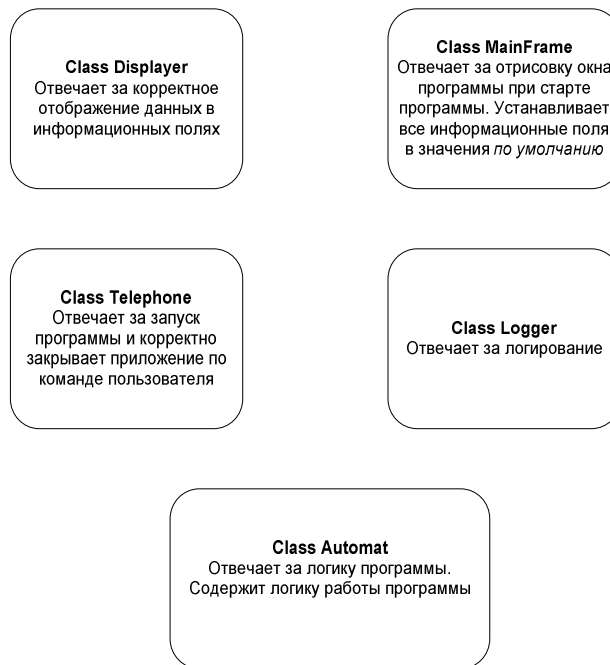 Class Displayer
Отвечает за корректное
отображение данных в
информационных полях
Class MainFrame
Отвечает за отрисовку окна
программы при старте
программы. Устанавливает
все информационные поля
в значения по умолчанию
Class Telephone
Отвечает за запуск
программы и корректно
закрывает приложение по
команде пользователя
Class Logger
Отвечает за логирование
Class Automat
Отвечает за логику программы.
Содержит логику работы программы